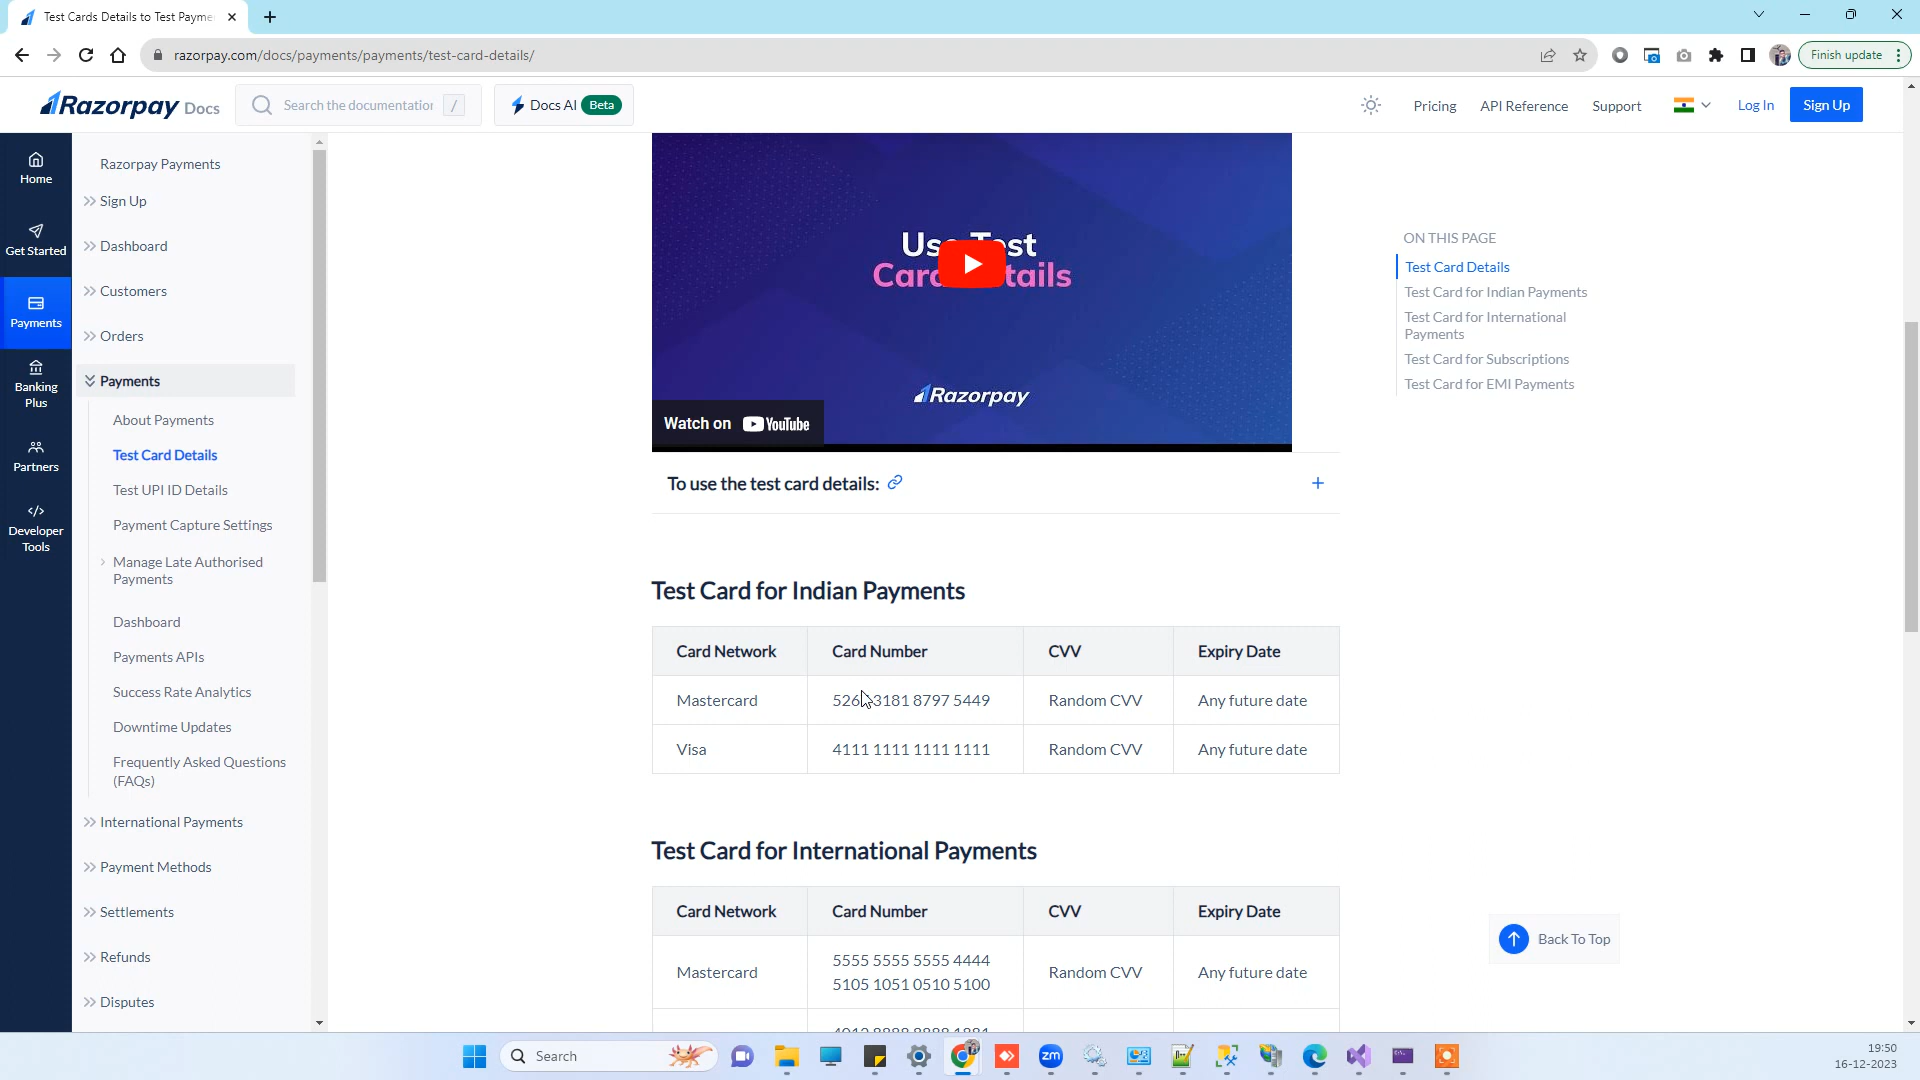 Test Cards Details to Test Payme
razorpay.com/docs/payments/payments/test-card-details/
Finish update
Razorpay Docs
Search the documentation
/
Docs AI Beta
Pricing
API Reference
Support
Log In
Sign Up
Home
Get Started
Payments
Banking
Plus
Partners
Developer
Tools
Razorpay Payments
Sign Up
Dashboard
Customers
Orders
Payments
About Payments
Test Card Details
Test UPI ID Details
Payment Capture Settings
Manage Late Authorised
Payments
Dashboard
Payments APIs
Success Rate Analytics
Downtime Updates
Frequently Asked Questions
(FAQs)
International Payments
Payment Methods
Settlements
Refunds
Disputes
Razorpay
Watch on YouTube
To use the test card details:
Test Card for Indian Payments
Card Network Card Number CVV Expiry Date
Mastercard 3181 8797 5449 Random CVV Any future date
Visa 4111 1111 1111 1111 Random CVV Any future date
Test Card for International Payments
Card Network Card Number CVV Expiry Date
Mastercard 5555 5555 5555 4444 Random CVV Any future date
5105 1051 0510 5100
ON THIS PAGE
Test Card Details
Test Card for Indian Payments
Test Card for International
Payments
Test Card for Subscriptions
Test Card for EMI Payments
Back To Top
Search
zm
19:50
16-12-2023